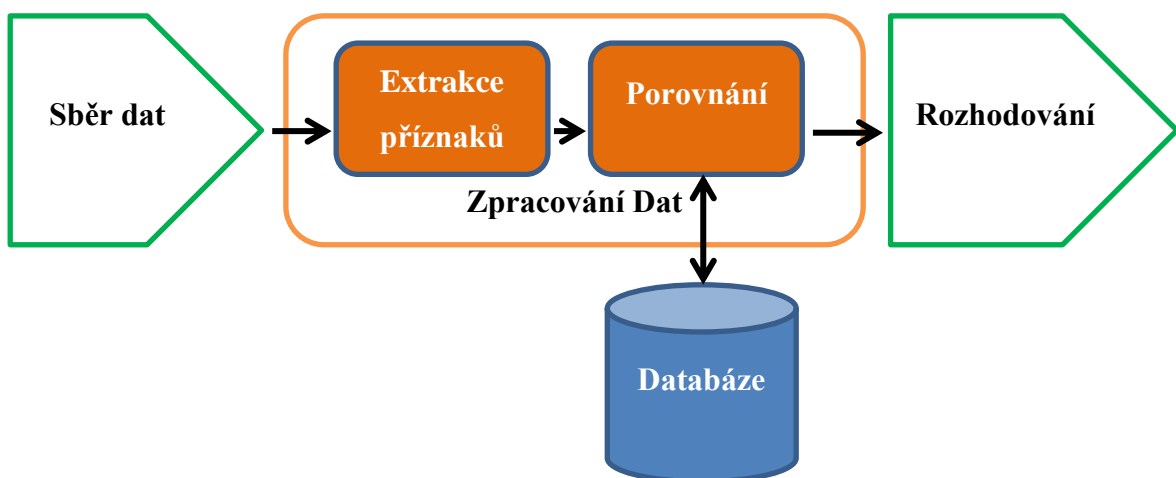 Sběr dat
Extrakce
příznaků
Porovnání
Zpracování Dat
Rozhodování
Databáze